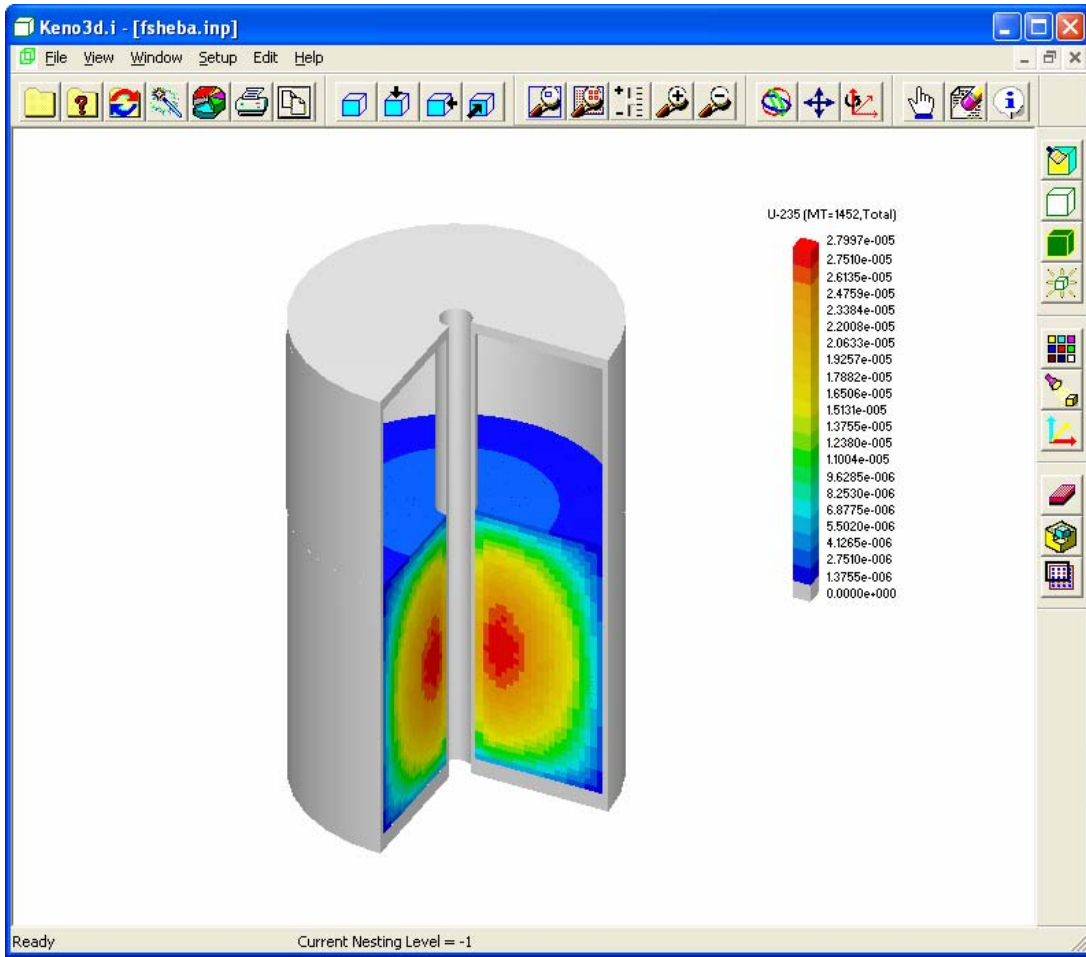 Keno3d.i - [fsheba.inp]
File View Window Setup Edit Help
U-235 (MT=1452,Total)
2.7997e-005
2.7510e-005
2.6135e-005
2.4759e-005
2.3384e-005
2.2008e-005
2.0633e-005
1.9257e-005
1.7882e-005
1.6506e-005
1.5131e-005
1.3755e-005
1.2380e-005
1.1004e-005
9.6285e-006
8.2530e-006
6.8775e-006
5.5020e-006
4.1265e-006
2.7510e-006
1.3755e-006
0.0000e+000
Ready Current Nesting Level = -1